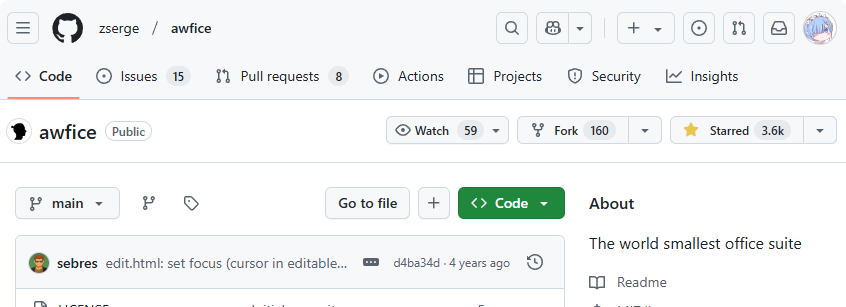 zserge / awfice
Code Issues 15 Pull requests 8 Actions Projects Security Insights
awfice Public Watch 59 Fork 160 Starred 3.6k
main Go to file + Code About
The world smallest office suite
sebres edit.html: set focus (cursor in editable... d4ba34d · 4 years ago
Readme